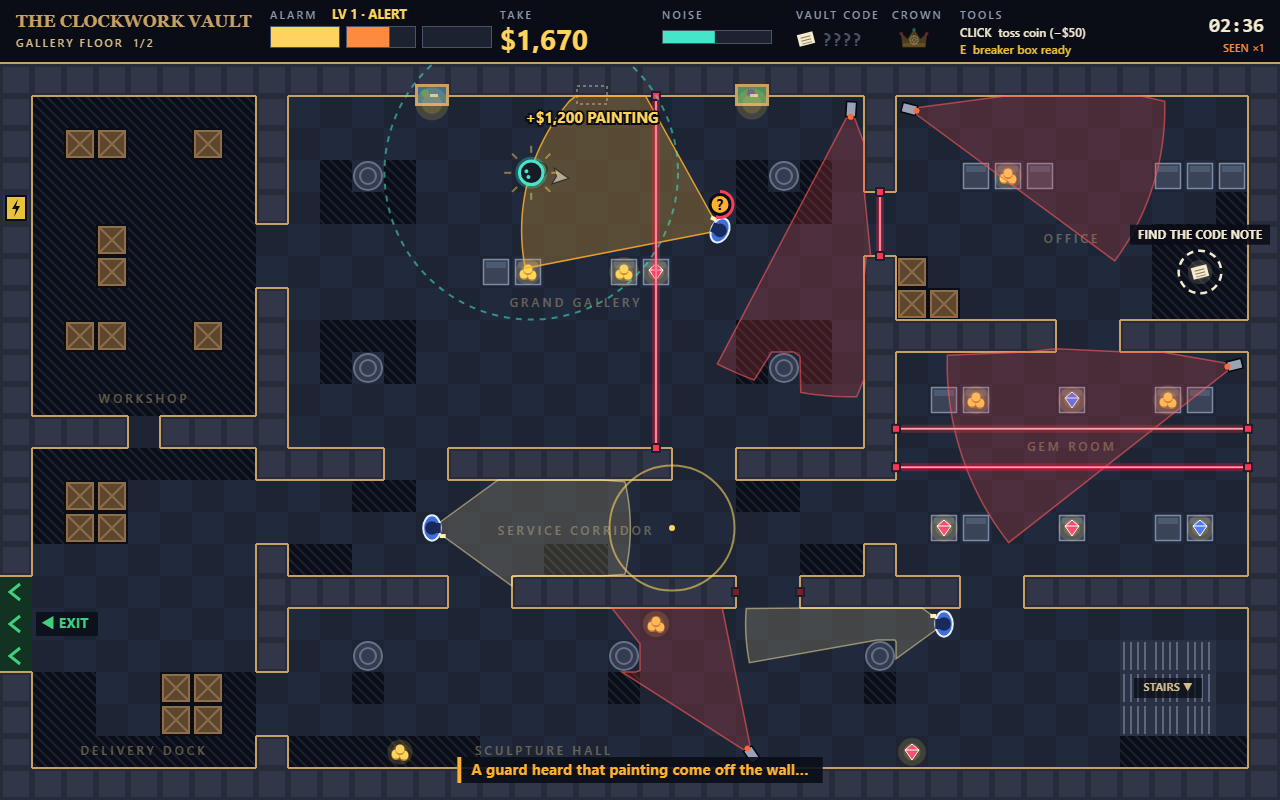 THE CLOCKWORK VAULT
GALLERY FLOOR 1/2
ALARM LV 1 · ALERT
TAKE
$1,670
NOISE
VAULT CODE
????
CROWN
TOOLS
CLICK toss coin (−$50)
E breaker box ready
02:36
SEEN ×1
+$1,200 PAINTING
?
OFFICE
FIND THE CODE NOTE
GRAND GALLERY
WORKSHOP
GEM ROOM
SERVICE CORRIDOR
◀ EXIT
STAIRS ▼
DELIVERY DOCK
SCULPTURE HALL
A guard heard that painting come off the wall...